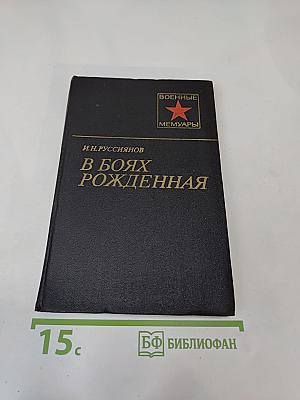 ВОЕННЫЕ
МЕМУАРЫ
И.Н.РУССИЯНОВ
В БОЯХ
РОЖДЕННАЯ
15с
БФ БИБЛИОФАН